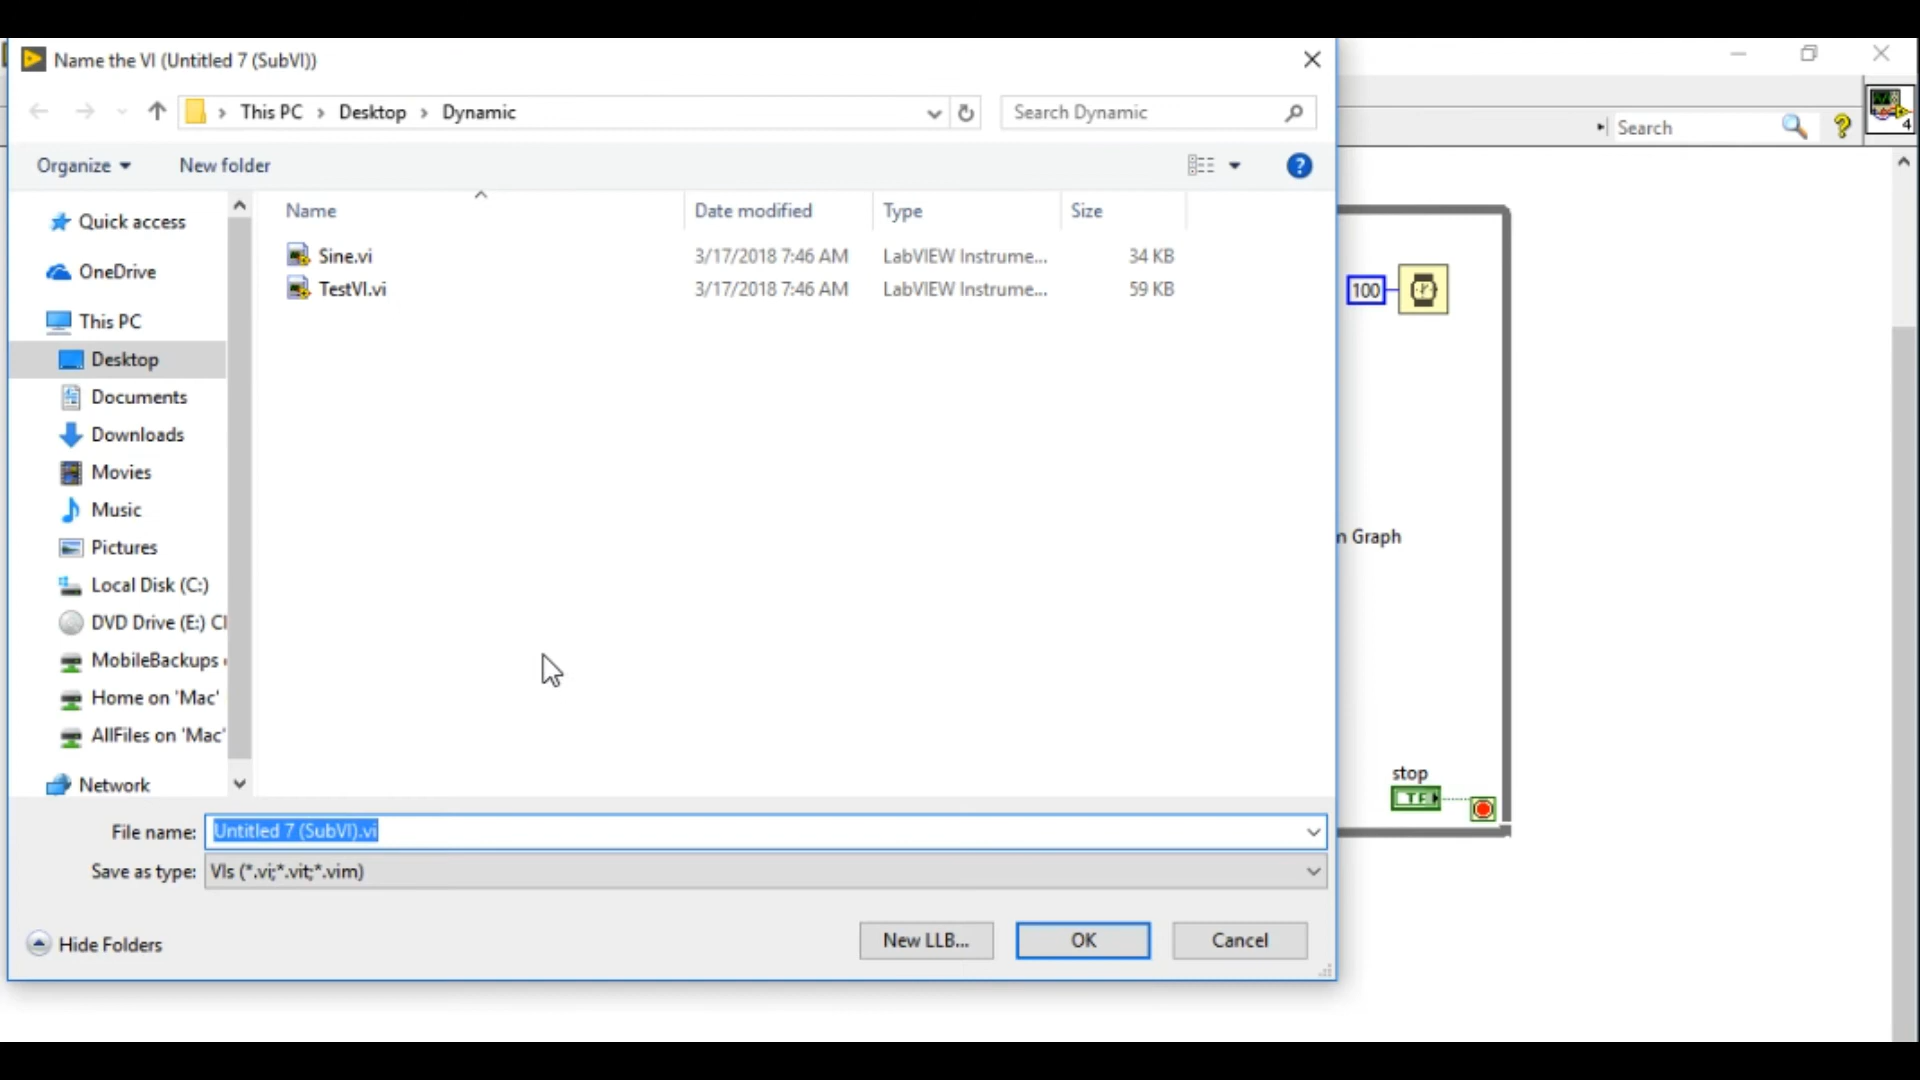 Name the VI (Untitled 7 (SubVI))
This PC
Desktop
Dynamic
Search Dynamic
Search
4
Organize
New folder
Name
Date modified
Type
Size
Quick access
OneDrive
This PC
Desktop
Documents
Downloads
Movies
Music
Pictures
Local Disk (C:)
DVD Drive (E:) Cl
MobileBackups
Home on 'Mac'
AllFiles on 'Mac'
Network
Sine.vi 3/17/2018 7:46 AM LabVIEW Instrume... 34 KB
TestVI.vi 3/17/2018 7:46 AM LabVIEW Instrume... 59 KB
100
n Graph
stop
TF
File name: Untitled 7 (SubVI).vi
Save as type: VIs (*.vi;*.vit;*.vim)
Hide Folders
New LLB...
OK
Cancel